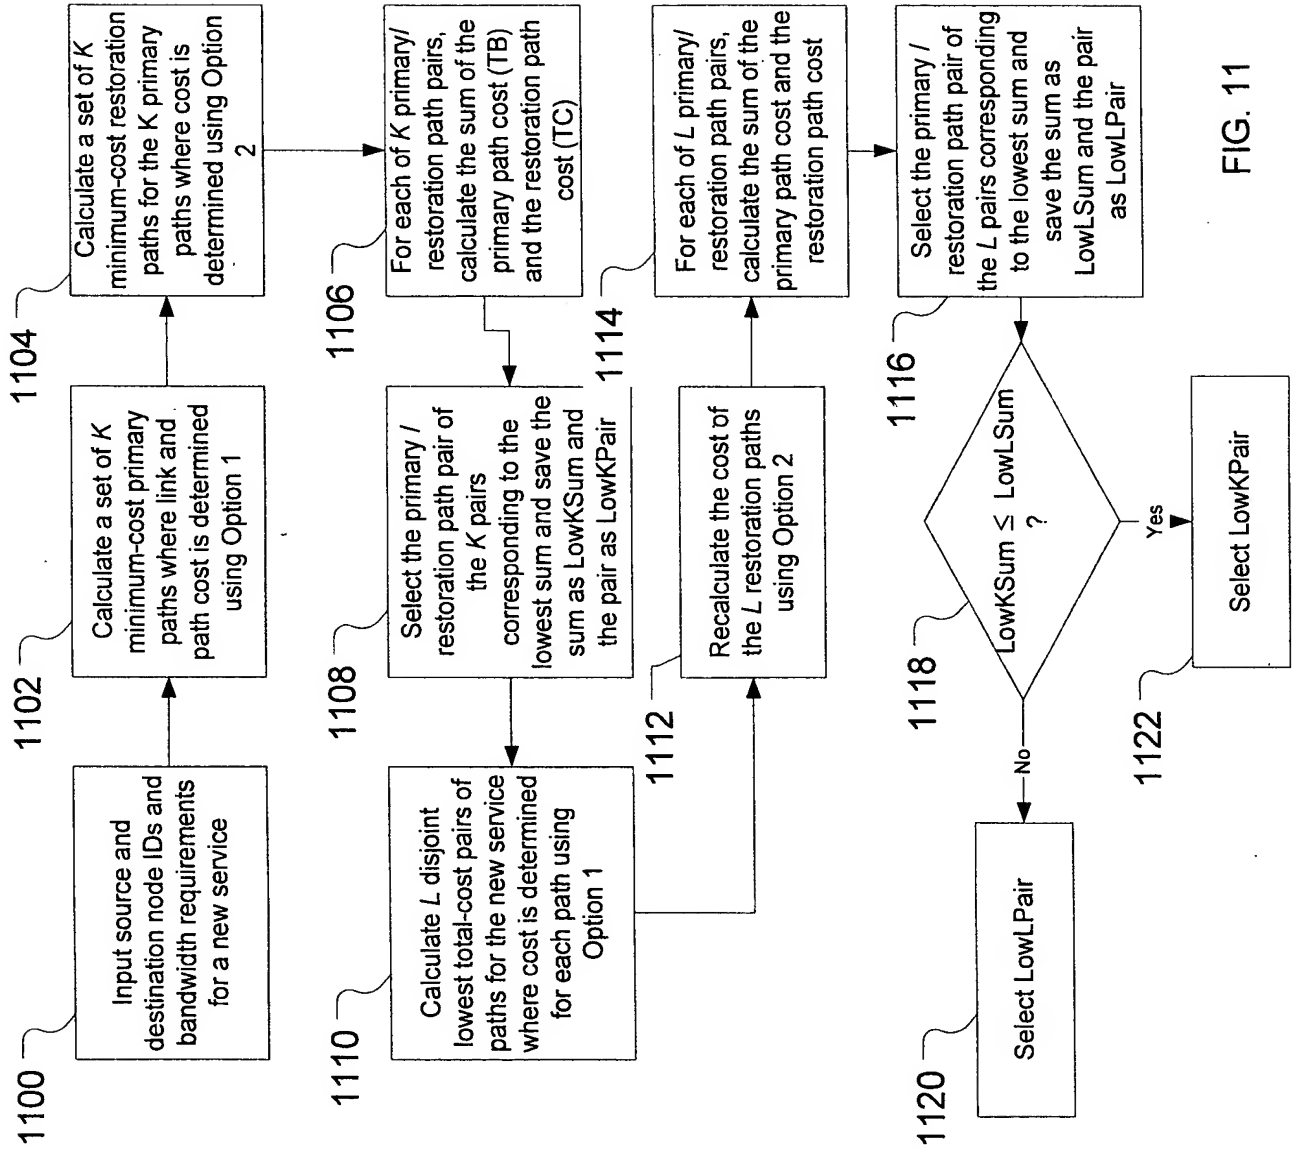 1100
Input source and
destination node IDs and
bandwidth requirements
for a new service
1102
Calculate a set of K
minimum-cost primary
paths where link and
path cost is determined
using Option 1
1104
Calculate a set of K
minimum-cost restoration
paths for the K primary
paths where cost is
determined using Option
2
1106
For each of K primary/
restoration path pairs,
calculate the sum of the
primary path cost (TB)
and the restoration path
cost (TC)
1108
Select the primary /
restoration path pair of
the K pairs
corresponding to the
lowest sum and save the
sum as LowKSum and
the pair as LowKPair
1110
Calculate L disjoint
lowest total-cost pairs of
paths for the new service
where cost is determined
for each path using
Option 1
1112
Recalculate the cost of
the L restoration paths
using Option 2
1114
For each of L primary/
restoration path pairs,
calculate the sum of the
primary path cost and the
restoration path cost
1116
Select the primary /
restoration path pair of
the L pairs corresponding
to the lowest sum and
save the sum as
LowLSum and the pair
as LowLPair
1118
LowKSum ≤ LowLSum
?
No
Yes
1120
Select LowLPair
1122
Select LowKPair
FIG. 11